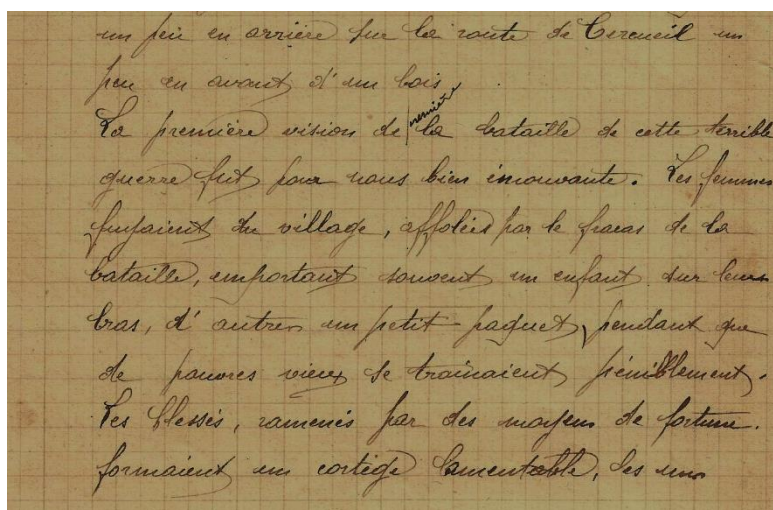 un peu en arrière sur la route de Cercueil un
peu en avant d'un bois
La première vision de première la bataille de cette terrible
guerre fut pour nous bien émouvante. Les femmes
fuyaient du village, affolées par le fracas de la
bataille, emportant souvent un enfant sur leurs
bras, d'autres un petit paquet, pendant que
de pauvres vieux se traînaient péniblement.
Les blessés, ramenés par des moyens de fortune.
formaient un cortège lamentable, les uns